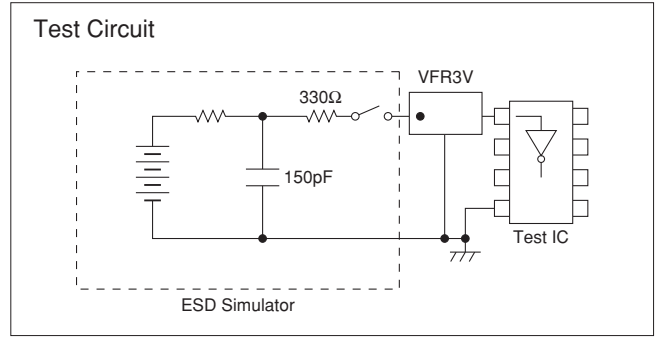 Test Circuit
VFR3V
330Ω
150pF
Test IC
ESD Simulator